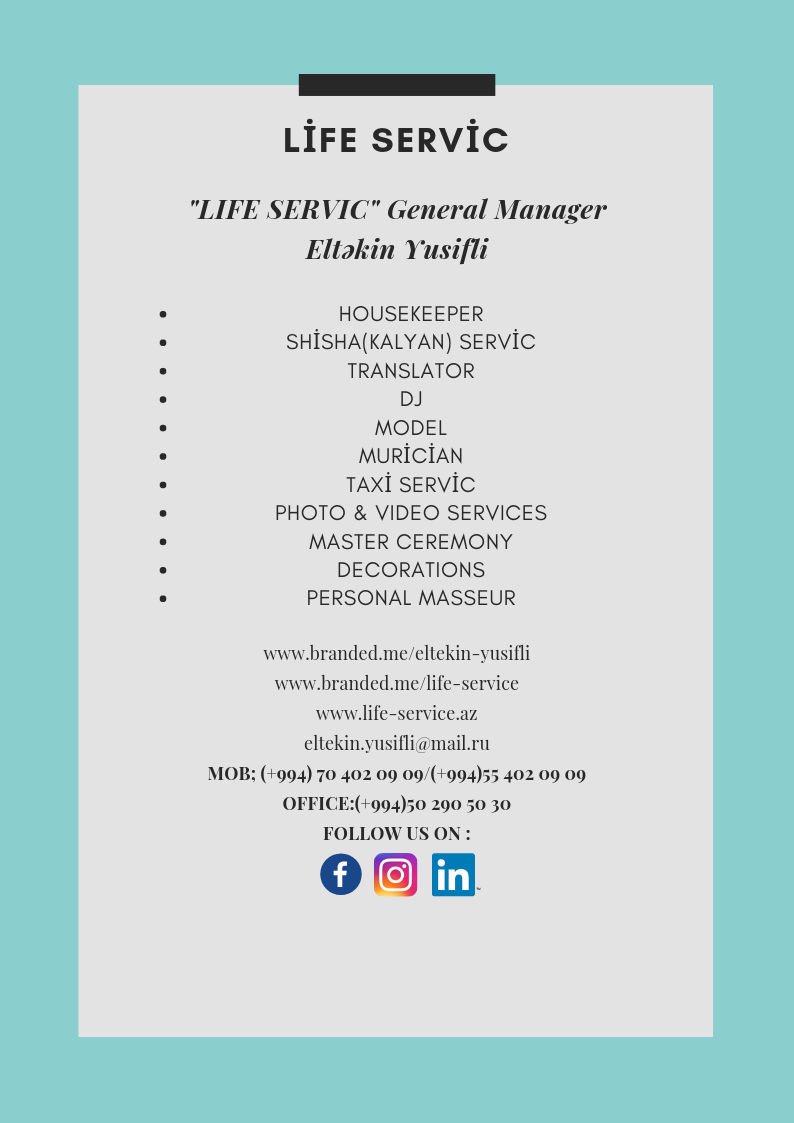 LİFE SERVİC
"LIFE SERVIC" General Manager
Eltəkin Yusifli
• HOUSEKEEPER
• SHİSHA(KALYAN) SERVİC
• TRANSLATOR
• DJ
• MODEL
• MURİCİAN
• TAXİ SERVİC
• PHOTO & VIDEO SERVICES
• MASTER CEREMONY
• DECORATIONS
• PERSONAL MASSEUR
www.branded.me/eltekin-yusifli
www.branded.me/life-service
www.life-service.az
eltekin.yusifli@mail.ru
MOB; (+994) 70 402 09 09/(+994)55 402 09 09
OFFICE:(+994)50 290 50 30
FOLLOW US ON :